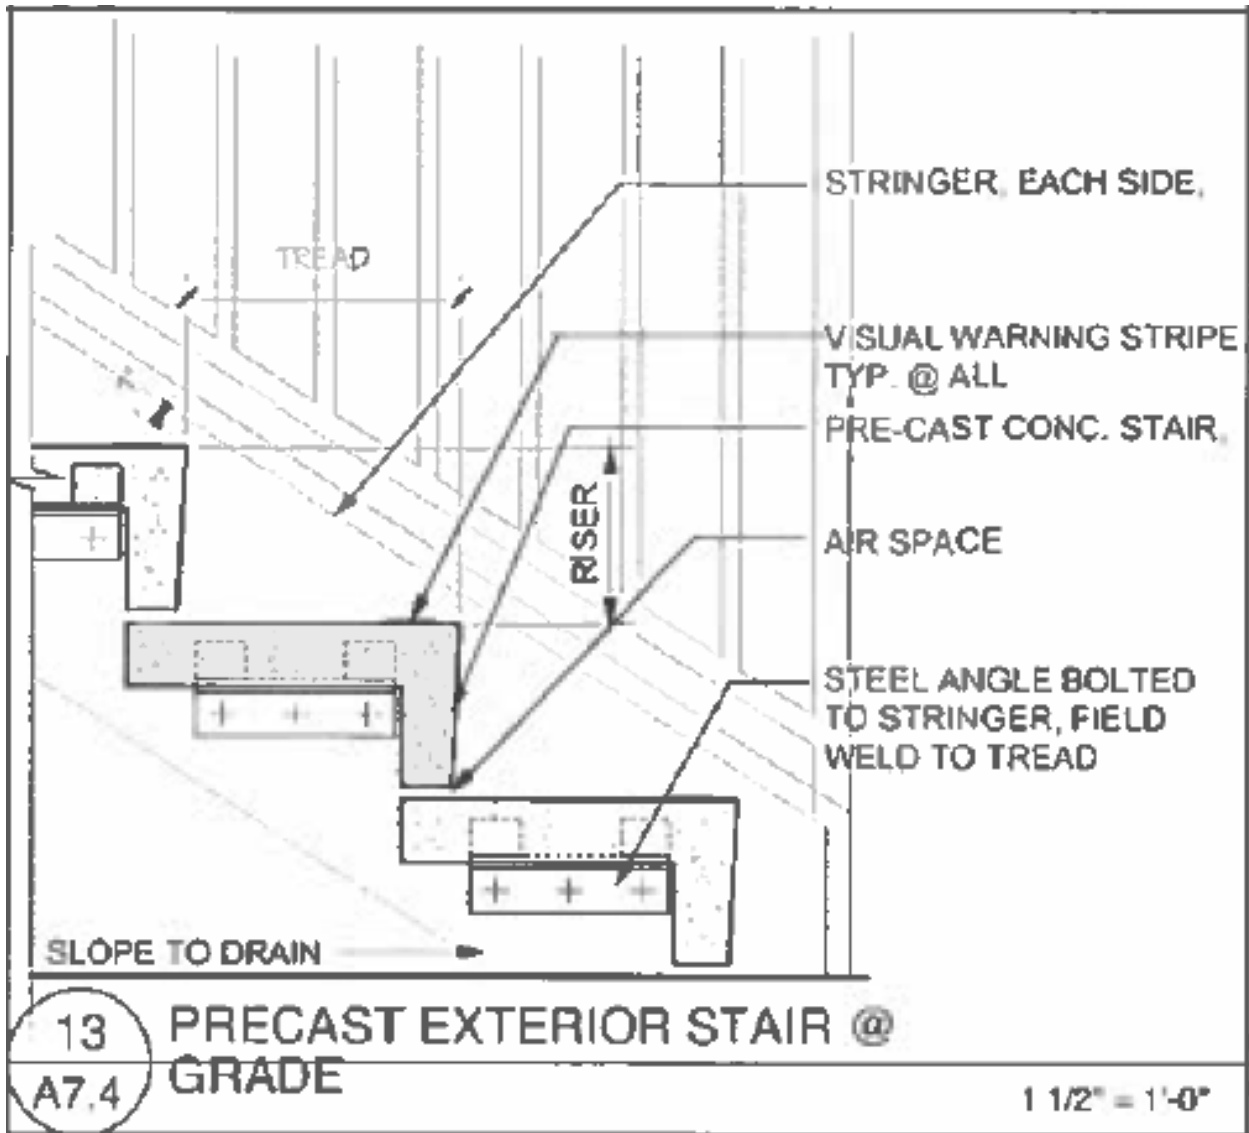 STRINGER, EACH SIDE,
TREAD
VISUAL WARNING STRIPE
TYP. @ ALL
PRE-CAST CONC. STAIR,
RISER
AIR SPACE
STEEL ANGLE BOLTED
TO STRINGER, FIELD
WELD TO TREAD
SLOPE TO DRAIN
13
A7.4
PRECAST EXTERIOR STAIR @
GRADE
1 1/2" = 1'-0"